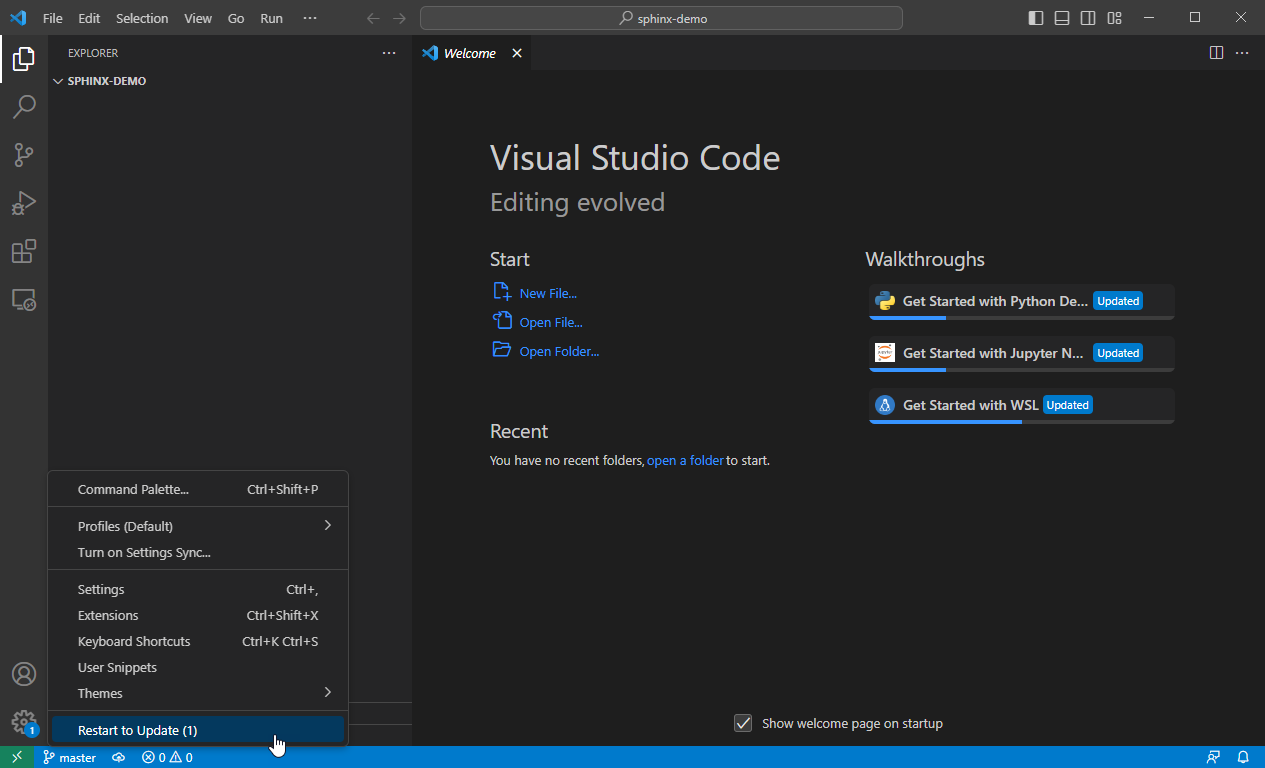 File Edit Selection View Go Run ···
sphinx-demo
EXPLORER
SPHINX-DEMO
Welcome
Visual Studio Code
Editing evolved
Start
New File...
Open File...
Open Folder...
Recent
You have no recent folders, open a folder to start.
Walkthroughs
Get Started with Python De... Updated
Get Started with Jupyter N... Updated
Get Started with WSL Updated
Command Palette... Ctrl+Shift+P
Profiles (Default)
Turn on Settings Sync...
Settings Ctrl+,
Extensions Ctrl+Shift+X
Keyboard Shortcuts Ctrl+K Ctrl+S
User Snippets
Themes
Restart to Update (1)
1
Show welcome page on startup
master 0 0